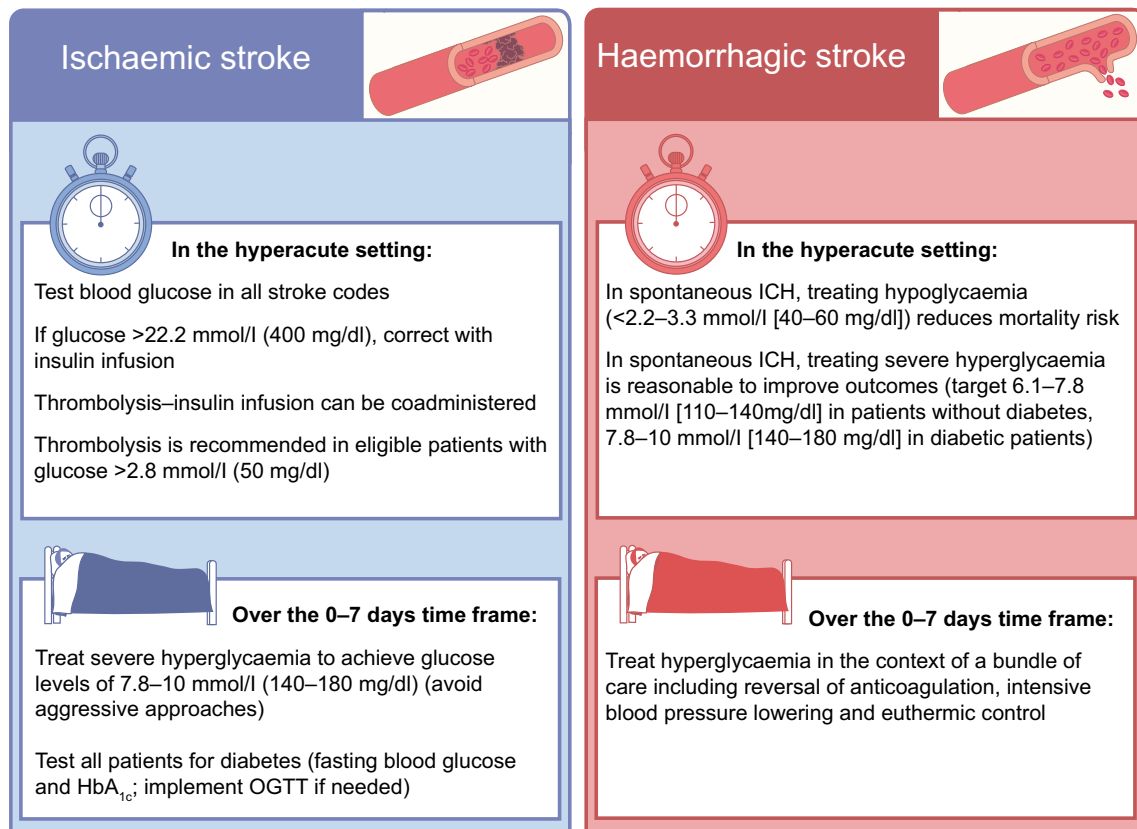 Ischaemic stroke
In the hyperacute setting:
Test blood glucose in all stroke codes
If glucose >22.2 mmol/l (400 mg/dl), correct with
insulin infusion
Thrombolysis–insulin infusion can be coadministered
Thrombolysis is recommended in eligible patients with
glucose >2.8 mmol/l (50 mg/dl)
Over the 0–7 days time frame:
Treat severe hyperglycaemia to achieve glucose
levels of 7.8–10 mmol/l (140–180 mg/dl) (avoid
aggressive approaches)
Test all patients for diabetes (fasting blood glucose
and HbA1c; implement OGTT if needed)
Haemorrhagic stroke
In the hyperacute setting:
In spontaneous ICH, treating hypoglycaemia
(<2.2–3.3 mmol/l [40–60 mg/dl]) reduces mortality risk
In spontaneous ICH, treating severe hyperglycaemia
is reasonable to improve outcomes (target 6.1–7.8
mmol/l [110–140mg/dl] in patients without diabetes,
7.8–10 mmol/l [140–180 mg/dl] in diabetic patients)
Over the 0–7 days time frame:
Treat hyperglycaemia in the context of a bundle of
care including reversal of anticoagulation, intensive
blood pressure lowering and euthermic control